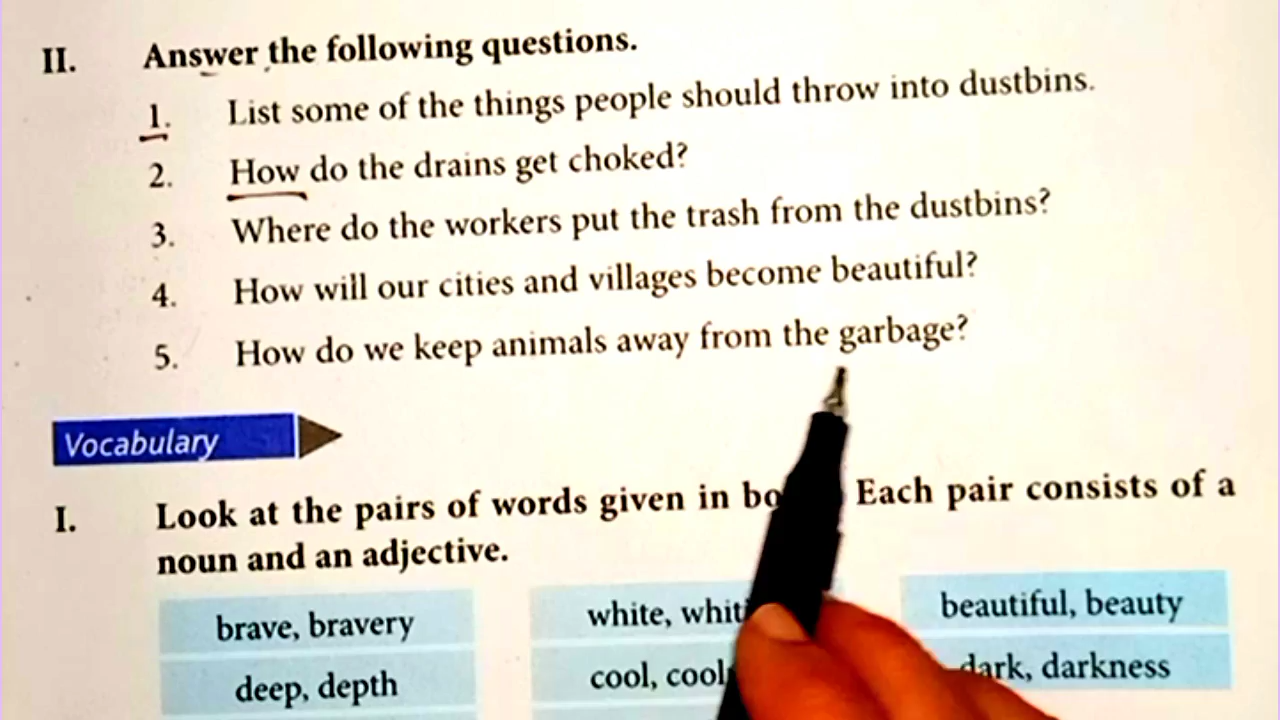 II. Answer the following questions.
1. List some of the things people should throw into dustbins.
2. How do the drains get choked?
3. Where do the workers put the trash from the dustbins?
4. How will our cities and villages become beautiful?
5. How do we keep animals away from the garbage?
Vocabulary
I. Look at the pairs of words given in Each pair consists of a
noun and an adjective.
brave, bravery white, beautiful, beauty
deep, depth cool, dark, darkness